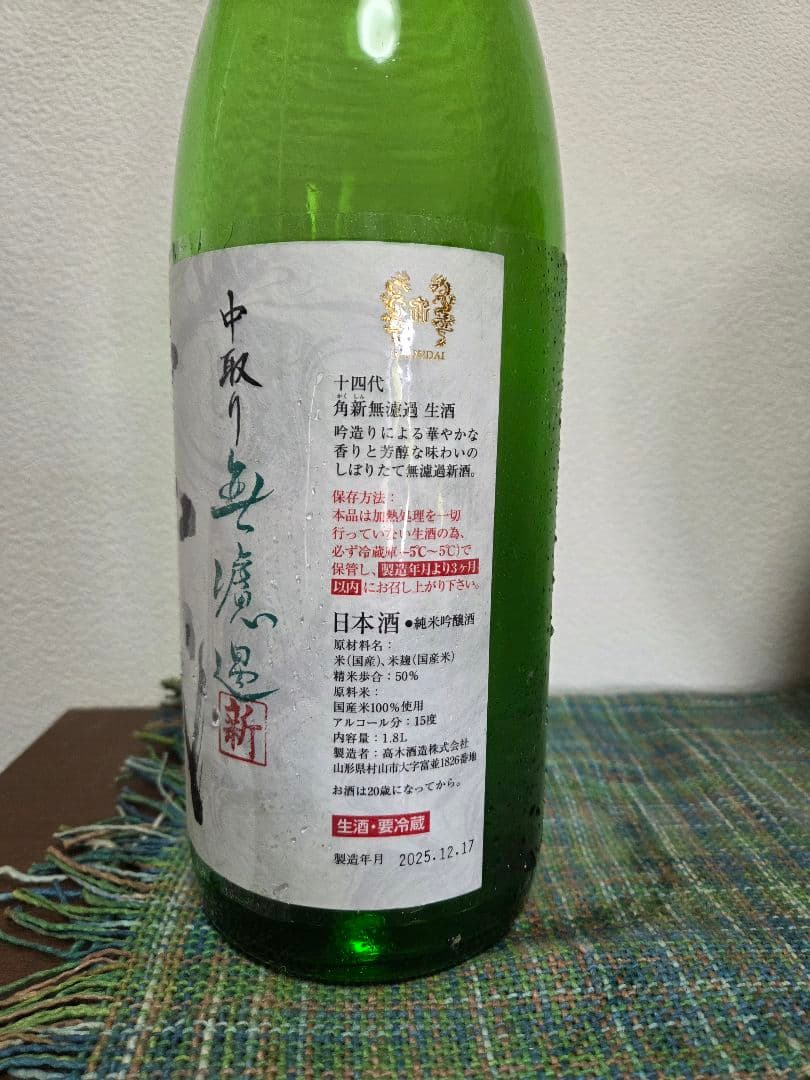 中取り
無濾過
新
十四代
かくしん
角新無濾過 生酒
吟造りによる華やかな
香りと芳醇な味わいの
しぼりたて無濾過新酒。
保存方法：
本品は加熱処理を一切
行っていない生酒の為、
必ず冷蔵庫(−5℃〜5℃)で
保管し、製造年月より3ヶ月
以内にお召し上がり下さい。
日本酒●純米吟醸酒
原材料名：
米(国産)、米麹(国産米)
精米歩合：50%
原料米：
国産米100%使用
アルコール分：15度
内容量：1.8L
製造者：高木酒造株式会社
山形県村山市大字富並1826番地
お酒は20歳になってから。
生酒・要冷蔵
製造年月 2025.12.17